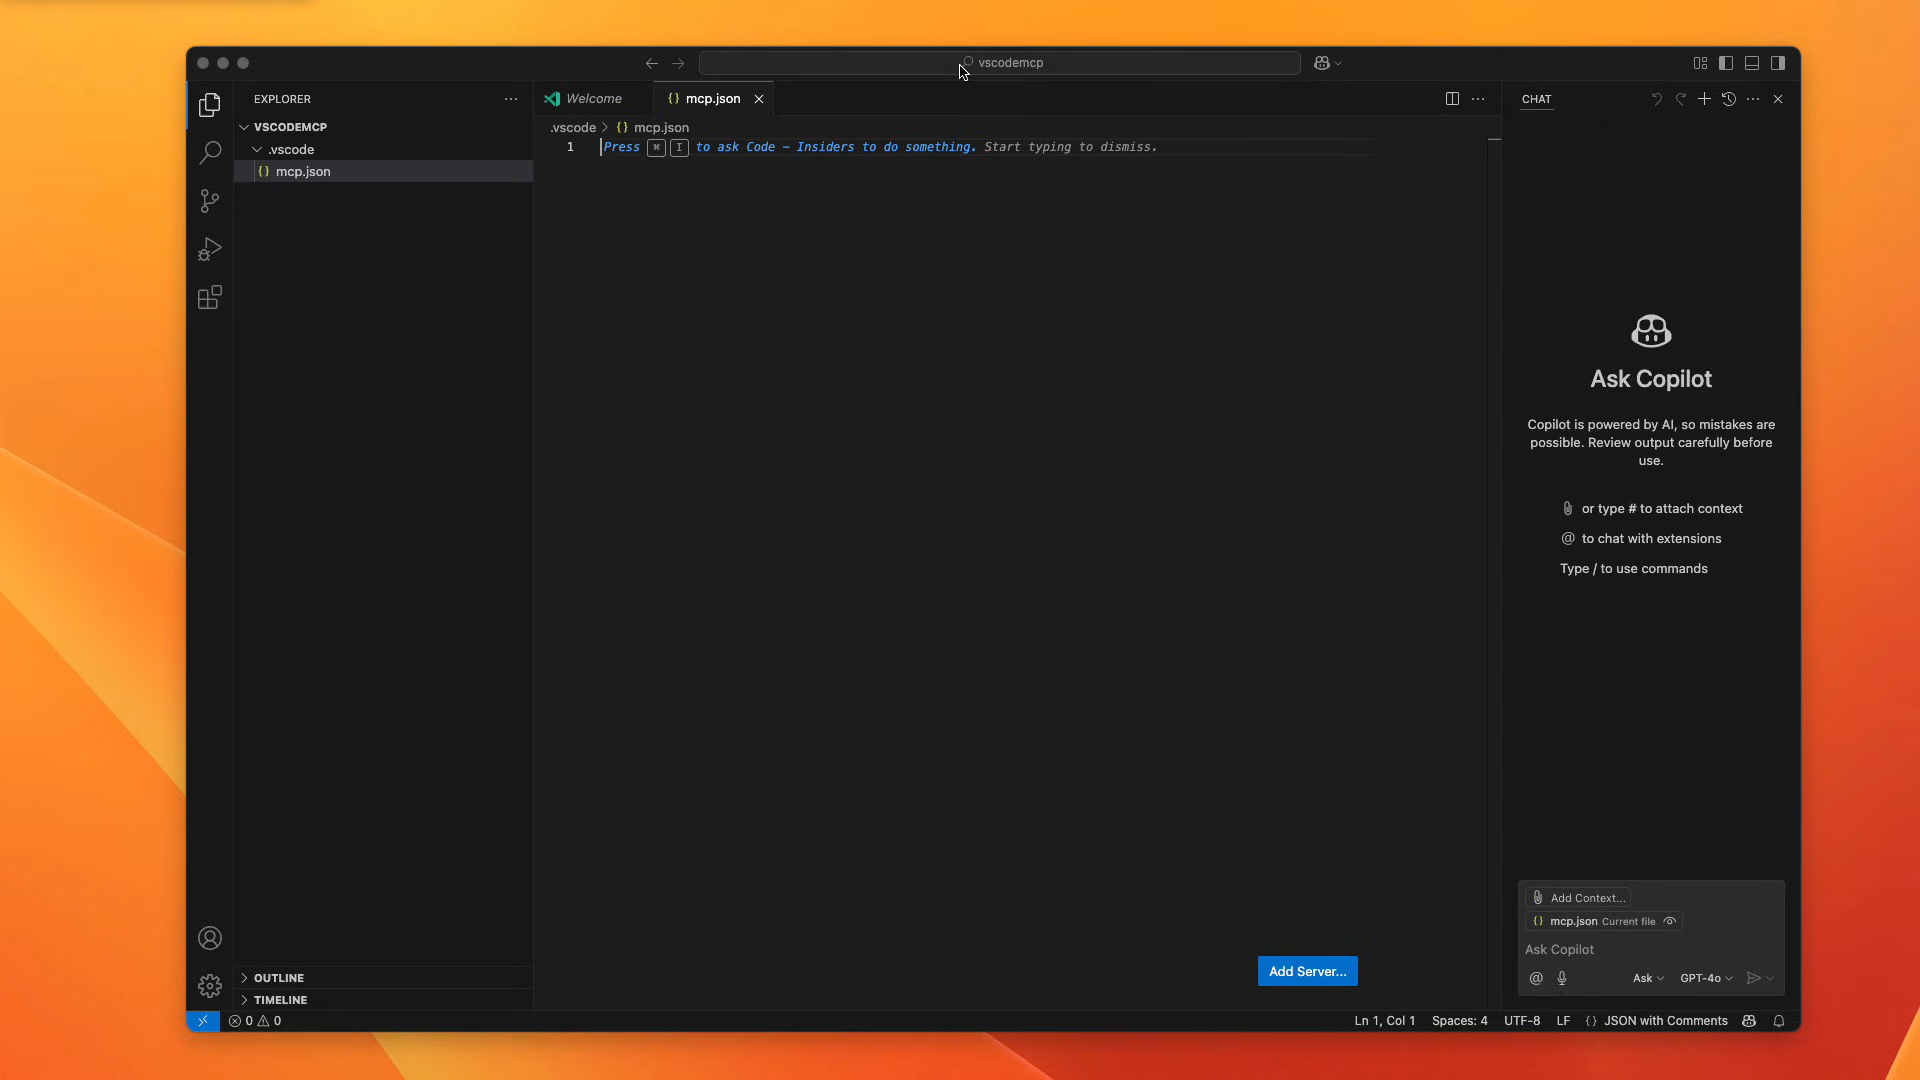 vscodemcp
EXPLORER
VSCODEMCP
.vscode
mcp.json
OUTLINE
TIMELINE
Welcome
mcp.json
.vscode > mcp.json
1 Press ⌘ I to ask Code – Insiders to do something. Start typing to dismiss.
Add Server...
CHAT
Ask Copilot
Copilot is powered by AI, so mistakes are
possible. Review output carefully before
use.
or type # to attach context
@ to chat with extensions
Type / to use commands
Add Context...
mcp.json Current file
Ask Copilot
@ Ask GPT-4o
0 0
Ln 1, Col 1 Spaces: 4 UTF-8 LF {} JSON with Comments